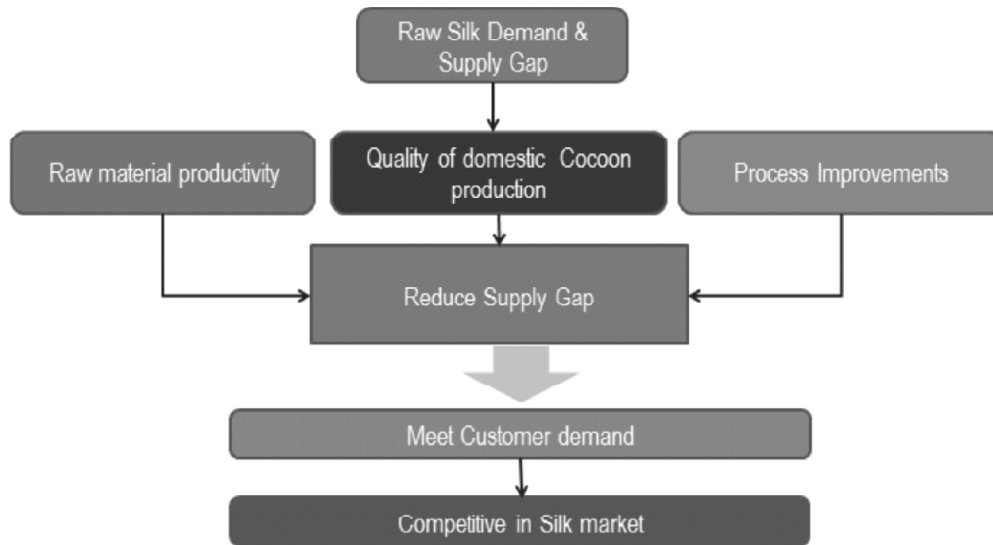 Raw Silk Demand &
Supply Gap
Raw material productivity
Quality of domestic Cocoon
production
Process Improvements
Reduce Supply Gap
Meet Customer demand
Competitive in Silk market